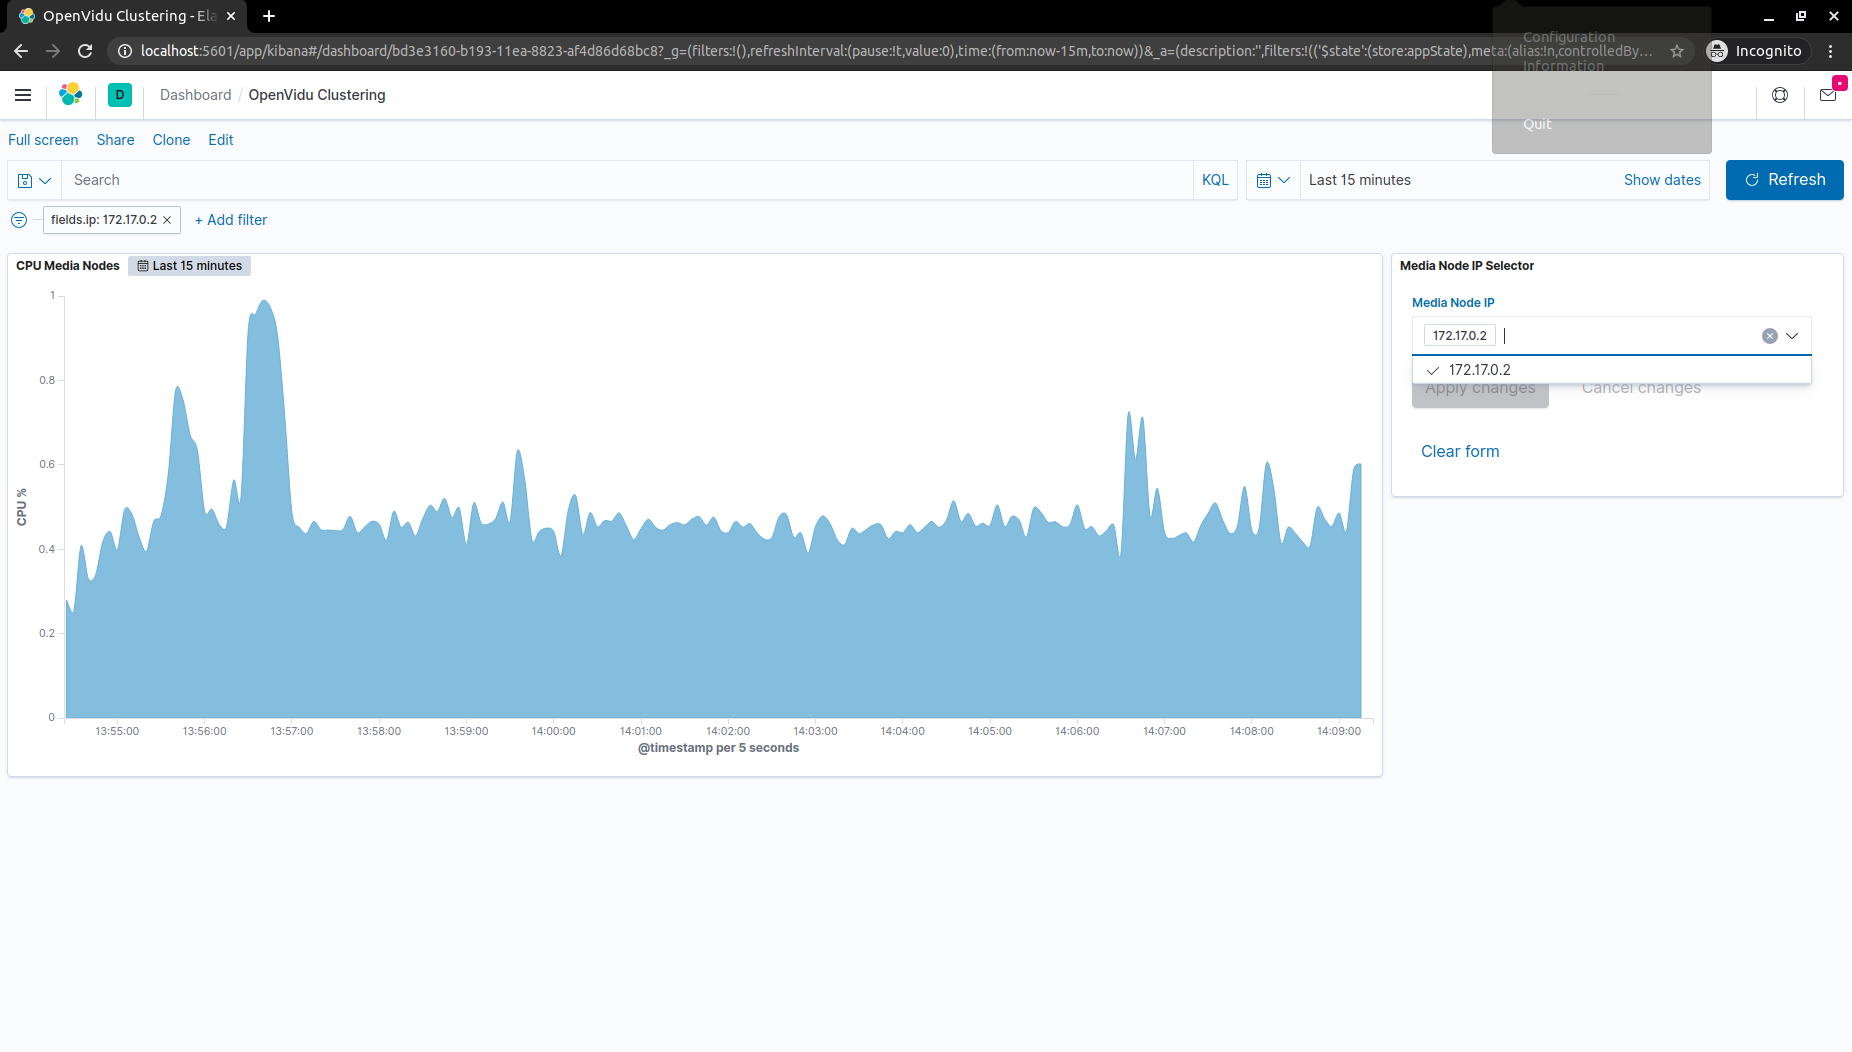 OpenVidu Clustering - Ela
localhost:5601/app/kibana#/dashboard/bd3e3160-b193-11ea-8823-af4d86d68bc8?_g=(filters:!(),refreshInterval:(pause:!t,value:0),time:(from:now-15m,to:now))&_a=(description:'',filters:!(('$state':(store:appState),meta:(alias:!n,controlledBy...
Incognito
Configuration
Information
Quit
D
Dashboard / OpenVidu Clustering
Full screen Share Clone Edit
Search
KQL
Last 15 minutes
Show dates
Refresh
fields.ip: 172.17.0.2 ×
+ Add filter
CPU Media Nodes
Last 15 minutes
1
0.8
0.6
0.4
0.2
0
CPU %
13:55:00 13:56:00 13:57:00 13:58:00 13:59:00 14:00:00 14:01:00 14:02:00 14:03:00 14:04:00 14:05:00 14:06:00 14:07:00 14:08:00 14:09:00
@timestamp per 5 seconds
Media Node IP Selector
Media Node IP
172.17.0.2
172.17.0.2
Apply changes
Cancel changes
Clear form